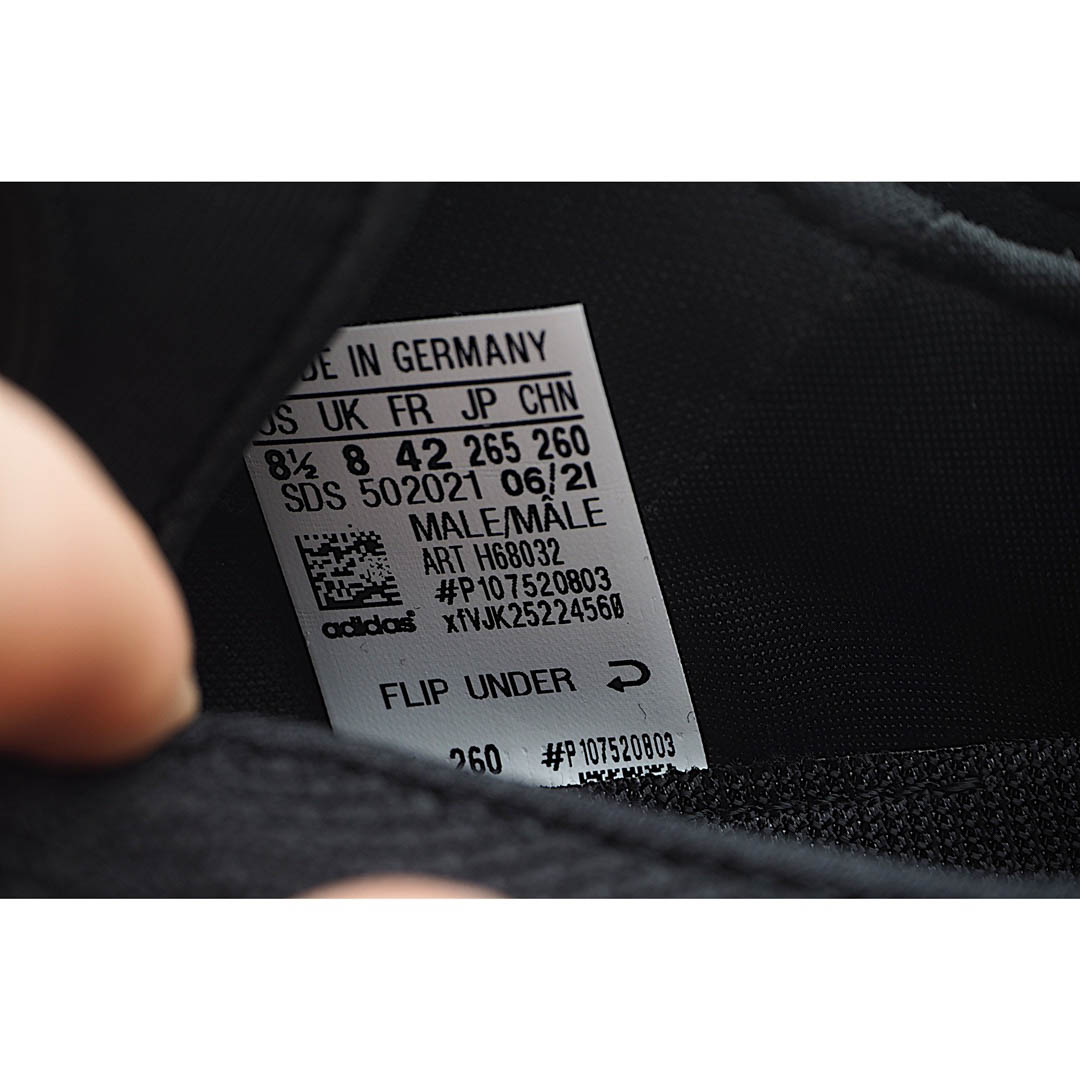 DE IN GERMANY
US UK FR JP CHN
8½ 8 42 265 260
SDS 502021 06/21
MALE/MÂLE
ART H68032
#P107520803
adidas® xfVJK25224560
FLIP UNDER
260 #P107520803